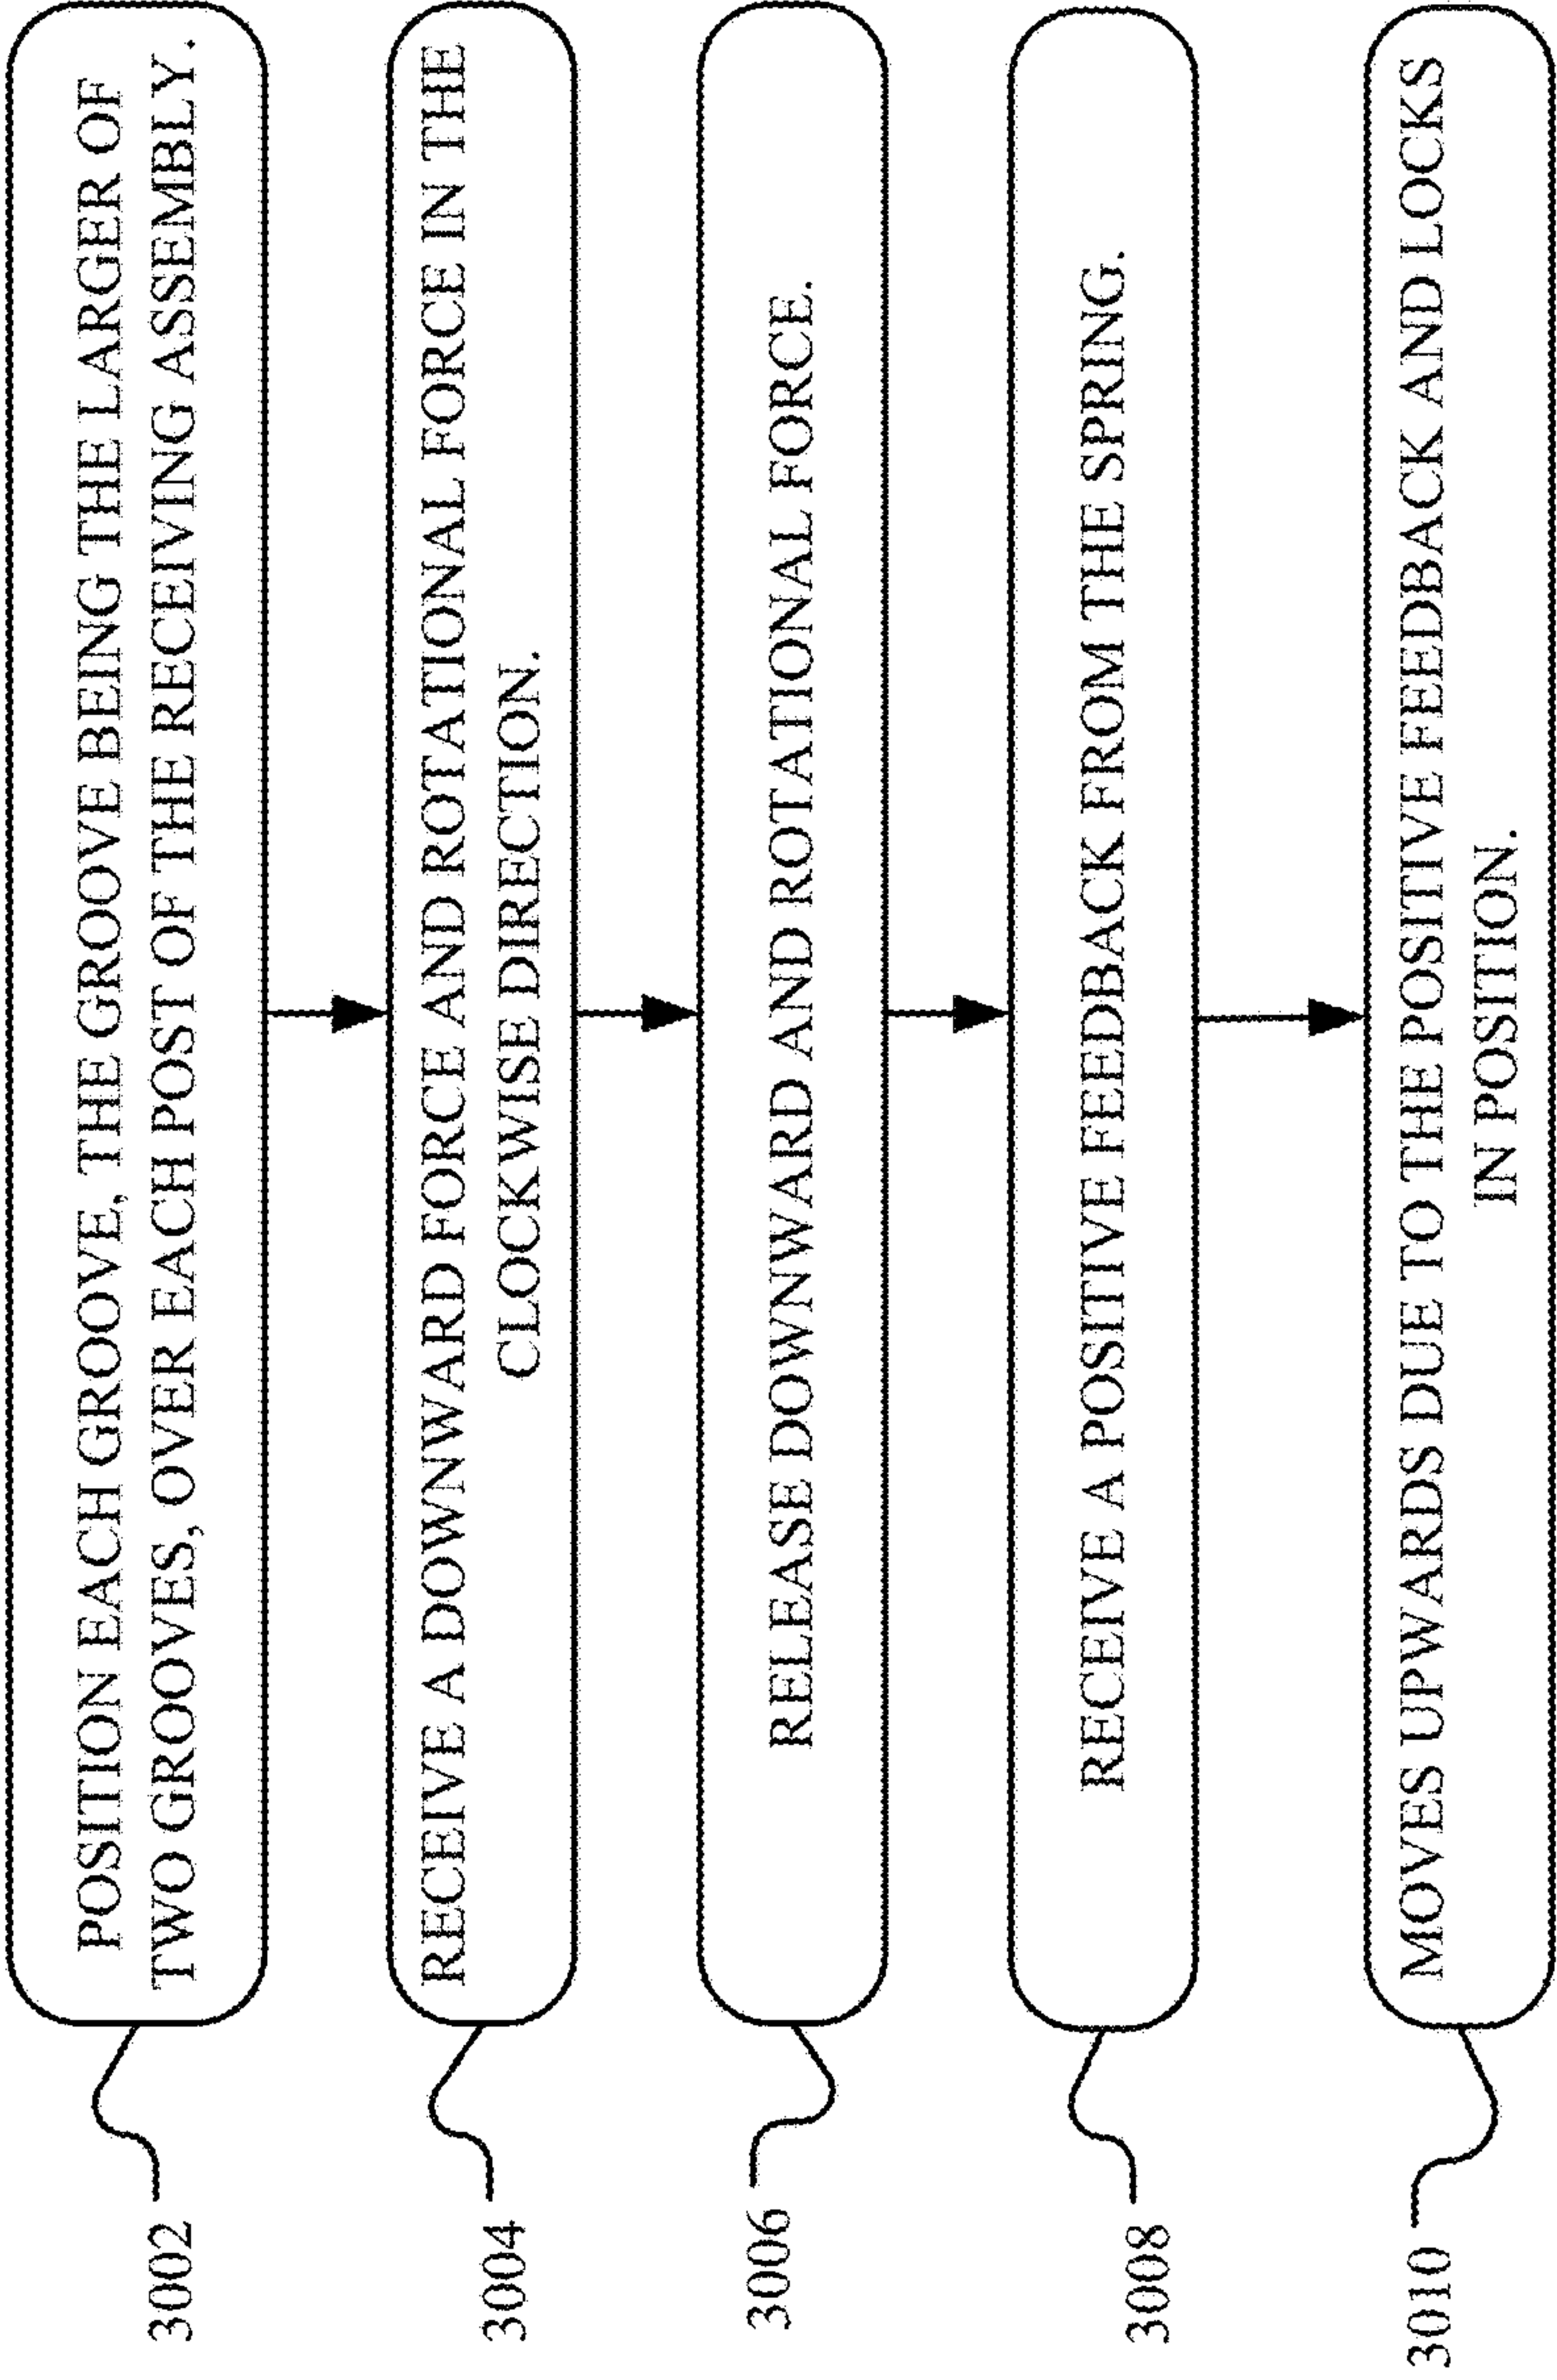 POSITION EACH GROOVE, THE GROOVE BEING THE LARGER OF
TWO GROOVES, OVER EACH POST OF THE RECEIVING ASSEMBLY.
3002
RECEIVE A DOWNWARD FORCE AND ROTATIONAL FORCE IN THE
CLOCKWISE DIRECTION.
3004
RELEASE DOWNWARD AND ROTATIONAL FORCE.
3006
RECEIVE A POSITIVE FEEDBACK FROM THE SPRING.
3008
MOVES UPWARDS DUE TO THE POSITIVE FEEDBACK AND LOCKS
IN POSITION.
3010